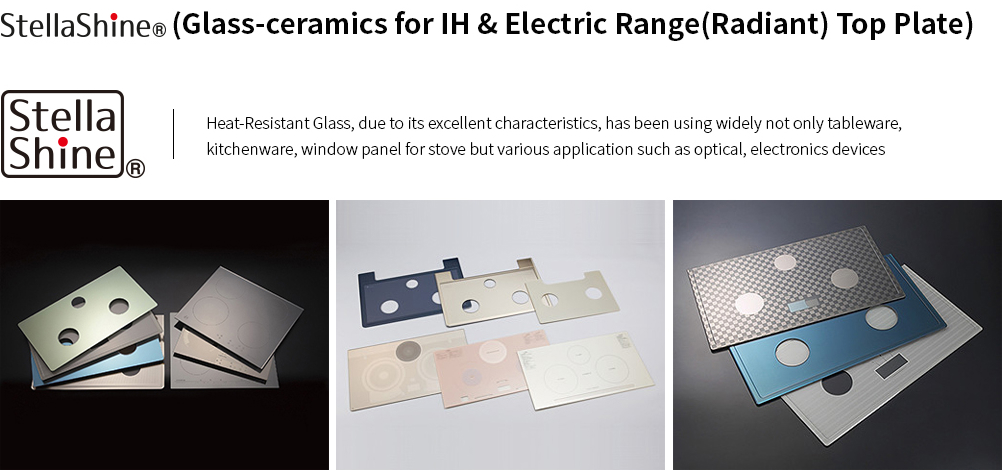 StellaShine® (Glass-ceramics for IH & Electric Range(Radiant) Top Plate)
Stella
Shine®
Heat-Resistant Glass, due to its excellent characteristics, has been using widely not only tableware,
kitchenware, window panel for stove but various application such as optical, electronics devices